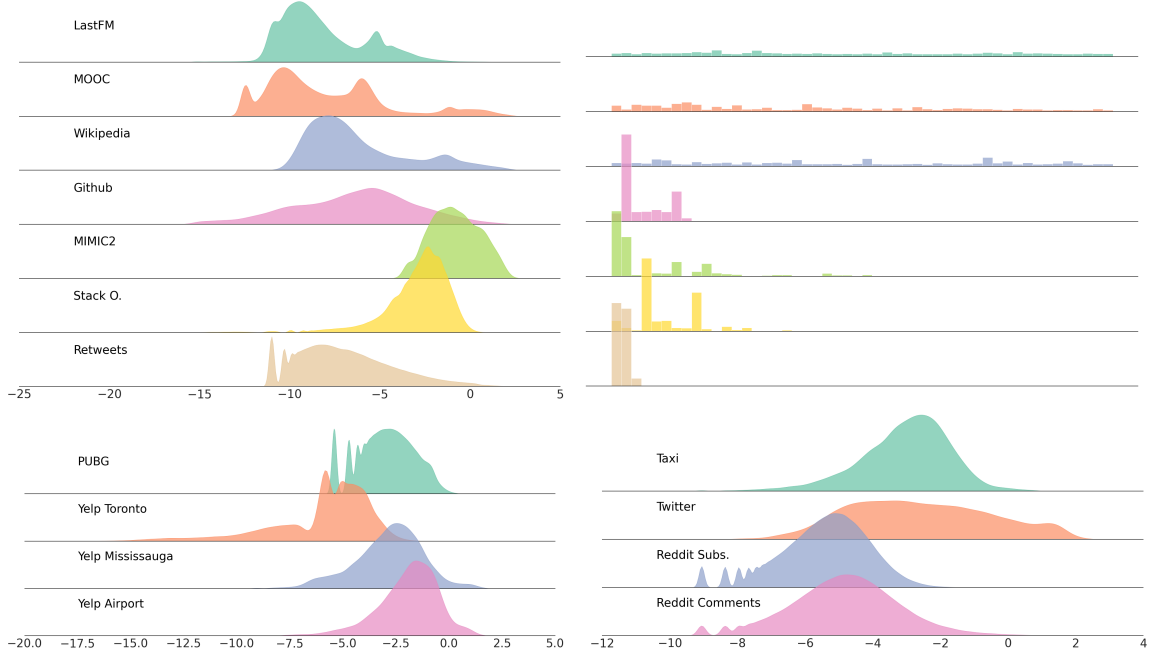 LastFM
MOOC
Wikipedia
Github
MIMIC2
Stack O.
Retweets
−25 −20 −15 −10 −5 0 5
PUBG
Yelp Toronto
Yelp Mississauga
Yelp Airport
−20.0 −17.5 −15.0 −12.5 −10.0 −7.5 −5.0 −2.5 0.0 2.5 5.0
Taxi
Twitter
Reddit Subs.
Reddit Comments
−12 −10 −8 −6 −4 −2 0 2 4